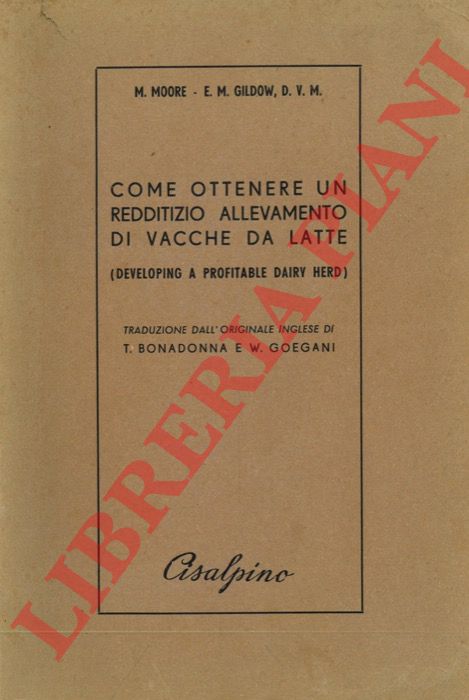 M. MOORE - E. M. GILDOW, D. V. M.
COME OTTENERE UN
REDDITIZIO ALLEVAMENTO
DI VACCHE DA LATTE
(DEVELOPING A PROFITABLE DAIRY HERD)
TRADUZIONE DALL'ORIGINALE INGLESE DI
T. BONADONNA E W. GOEGANI
Cisalpino
LIBRERIA PIANI